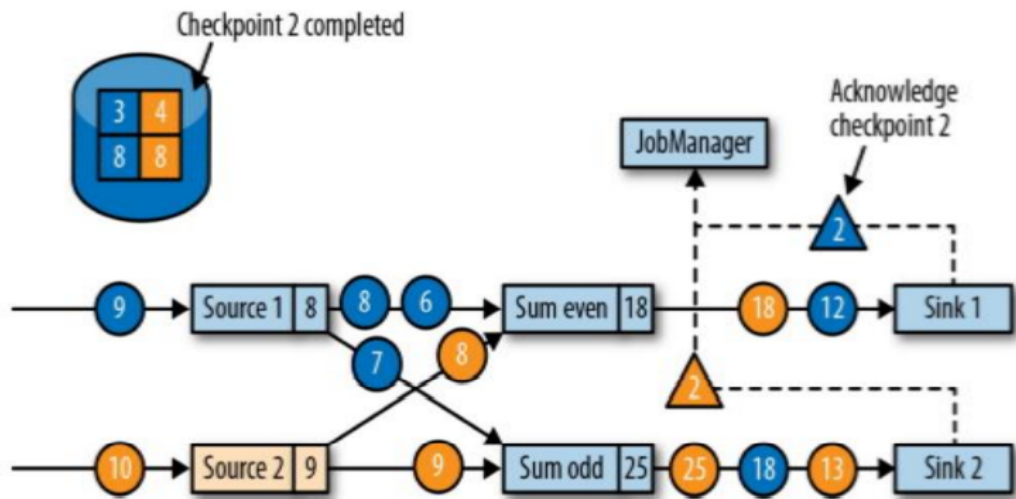 Checkpoint 2 completed
3 4
8 8
Acknowledge
checkpoint 2
JobManager
2
9 Source 1 8 8 6 Sum even 18 18 12 Sink 1
7 8
2
10 Source 2 9 9 Sum odd 25 25 18 13 Sink 2